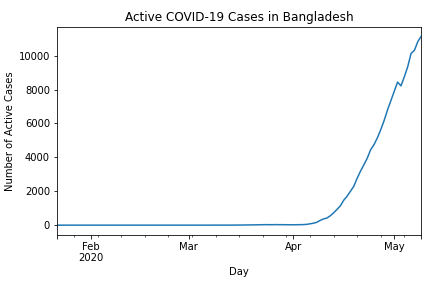 Active COVID-19 Cases in Bangladesh
Number of Active Cases
10000
8000
6000
4000
2000
0
Feb Mar Apr May
2020
Day